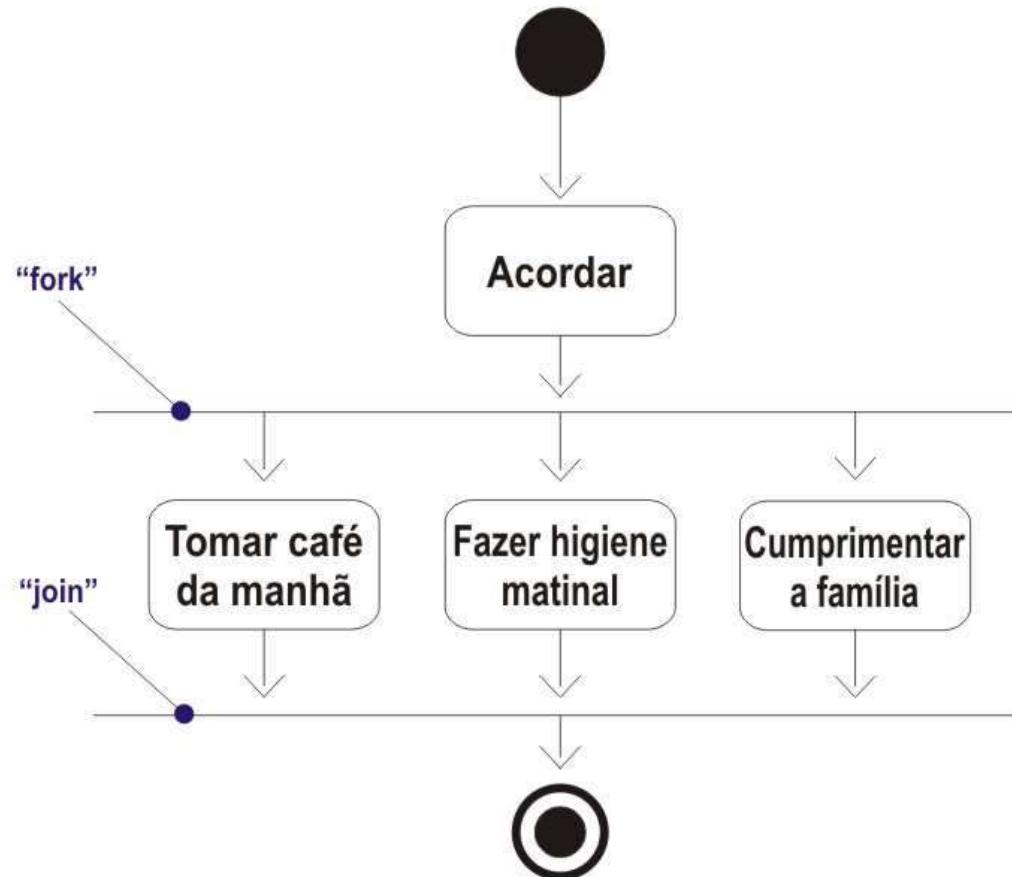 Acordar
“fork”
Tomar café
da manhã
Fazer higiene
matinal
Cumprimentar
a família
“join”